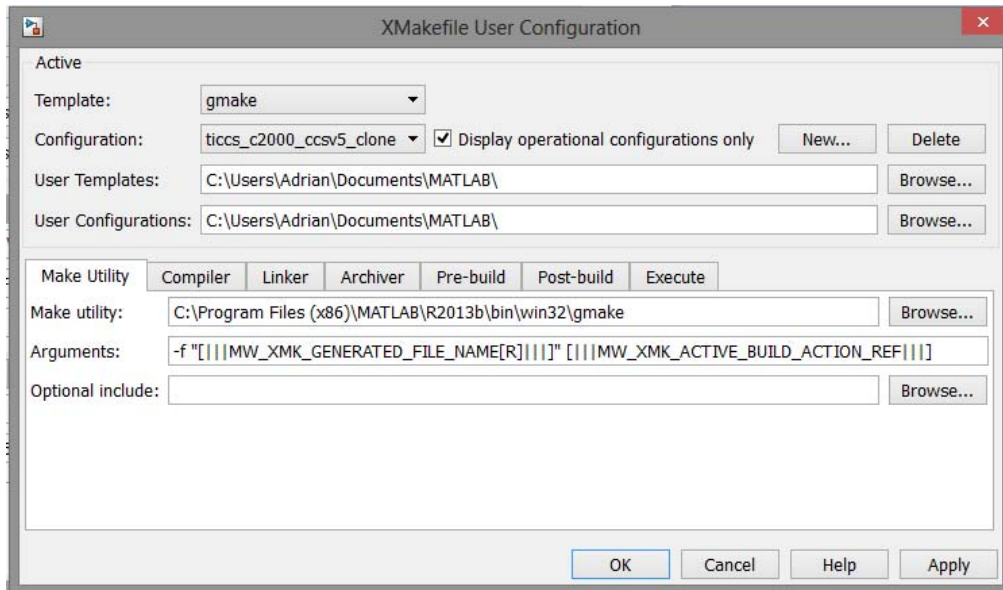 XMakefile User Configuration
Active
Template: gmake
Configuration: ticcs_c2000_ccsv5_clone Display operational configurations only New... Delete
User Templates: C:\Users\Adrian\Documents\MATLAB\ Browse...
User Configurations: C:\Users\Adrian\Documents\MATLAB\ Browse...
Make Utility Compiler Linker Archiver Pre-build Post-build Execute
Make utility: C:\Program Files (x86)\MATLAB\R2013b\bin\win32\gmake Browse...
Arguments: -f "[|||MW_XMK_GENERATED_FILE_NAME[R]|||]" [|||MW_XMK_ACTIVE_BUILD_ACTION_REF|||]
Optional include: Browse...
OK Cancel Help Apply